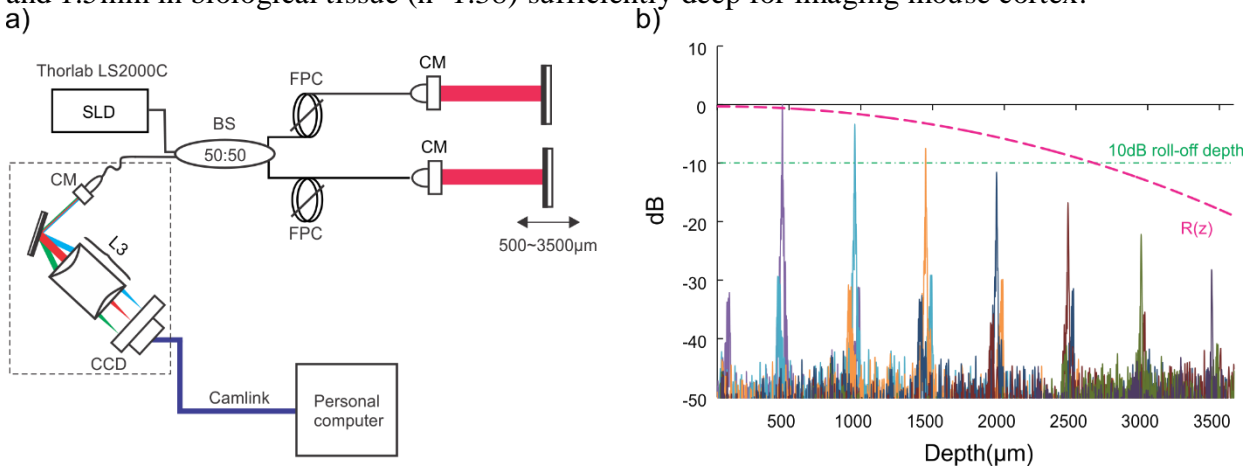 and 1.5mm in biological tissue (n=1.38) sufficiently deep for imaging mouse cortex.
a)
b)
Thorlab LS2000C
SLD
BS
50:50
FPC
FPC
CM
CM
500~3500μm
CM
L3
CCD
Camlink
Personal
computer
10
0
-10
-20
-30
-40
-50
dB
10dB roll-off depth
R(z)
500
1000
1500
2000
2500
3000
3500
Depth(μm)